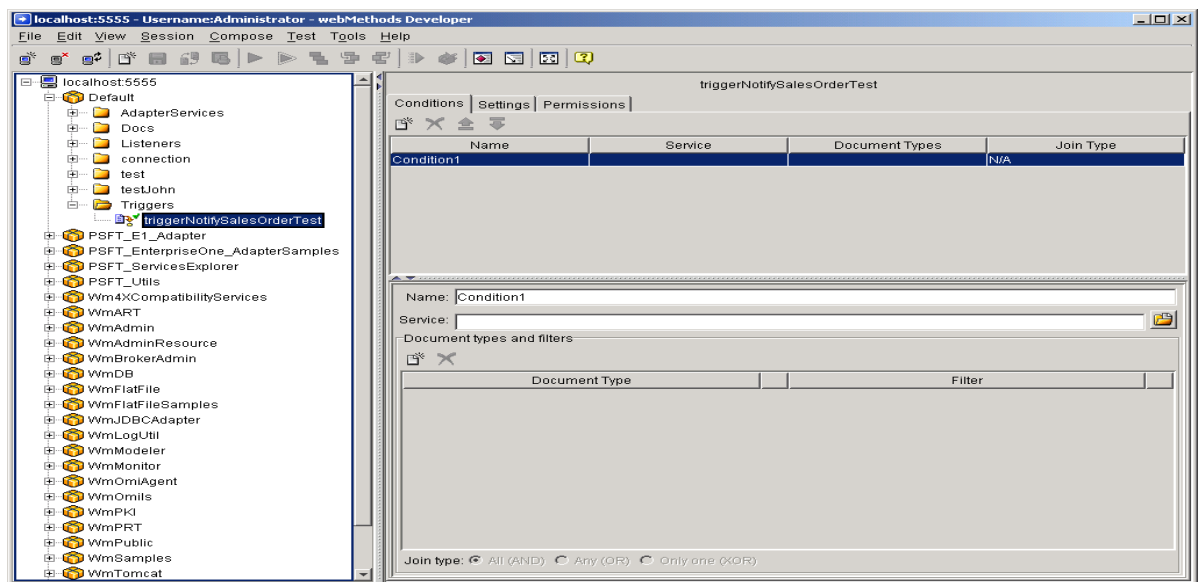 localhost:5555 - Username:Administrator - webMethods Developer
File Edit View Session Compose Test Tools Help
localhost:5555
Default
AdapterServices
Docs
Listeners
connection
test
testJohn
Triggers
triggerNotifySalesOrderTest
PSFT_E1_Adapter
PSFT_EnterpriseOne_AdapterSamples
PSFT_ServicesExplorer
PSFT_Utils
Wm4XCompatibilityServices
WmART
WmAdmin
WmAdminResource
WmBrokerAdmin
WmDB
WmFlatFile
WmFlatFileSamples
WmJDBCAdapter
WmLogUtil
WmModeler
WmMonitor
WmOmiAgent
WmOmils
WmPKI
WmPRT
WmPublic
WmSamples
WmTomcat
triggerNotifySalesOrderTest
Conditions Settings Permissions
Name Service Document Types Join Type
Condition1 N/A
Name: Condition1
Service:
Document types and filters
Document Type Filter
Join type: All (AND) Any (OR) Only one (XOR)